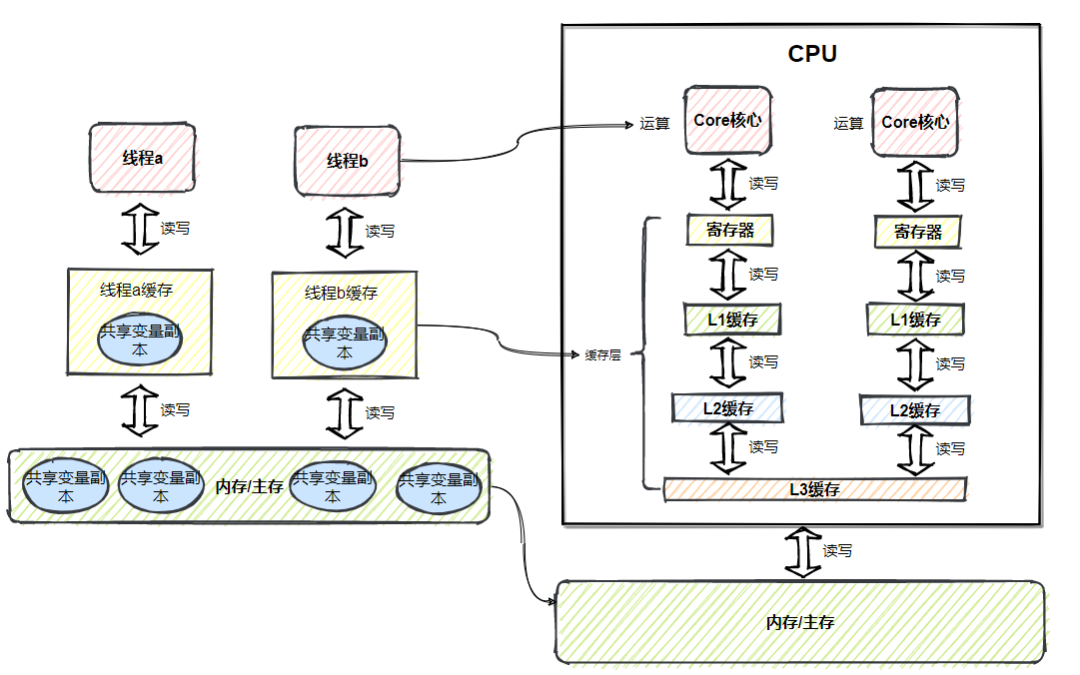 CPU
线程a
线程b
运算
Core核心
运算
Core核心
读写
读写
读写
读写
寄存器
寄存器
线程a缓存
线程b缓存
读写
读写
共享变量副
本
共享变量副
本
L1缓存
L1缓存
缓存层
读写
读写
读写
读写
L2缓存
L2缓存
读写
读写
共享变量副
本
共享变量副
本
内存/主存
共享变量副
本
共享变量副
本
L3缓存
读写
内存/主存